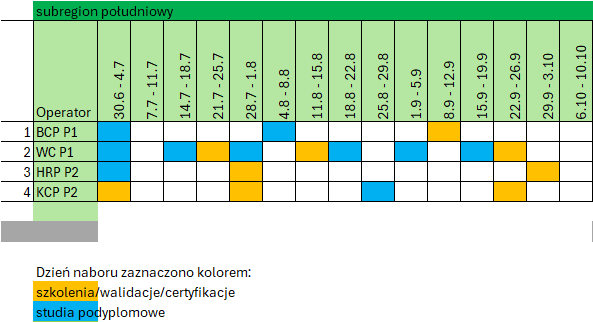 subregion południowy
Operator 30.6 - 4.7 7.7 - 11.7 14.7 - 18.7 21.7 - 25.7 28.7 - 1.8 4.8 - 8.8 11.8 - 15.8 18.8 - 22.8 25.8 - 29.8 1.9 - 5.9 8.9 - 12.9 15.9 - 19.9 22.9 - 26.9 29.9 - 3.10 6.10 - 10.10
1 BCP P1
2 WC P1
3 HRP P2
4 KCP P2
Dzień naboru zaznaczono kolorem:
szkolenia/walidacje/certyfikacje
studia podyplomowe